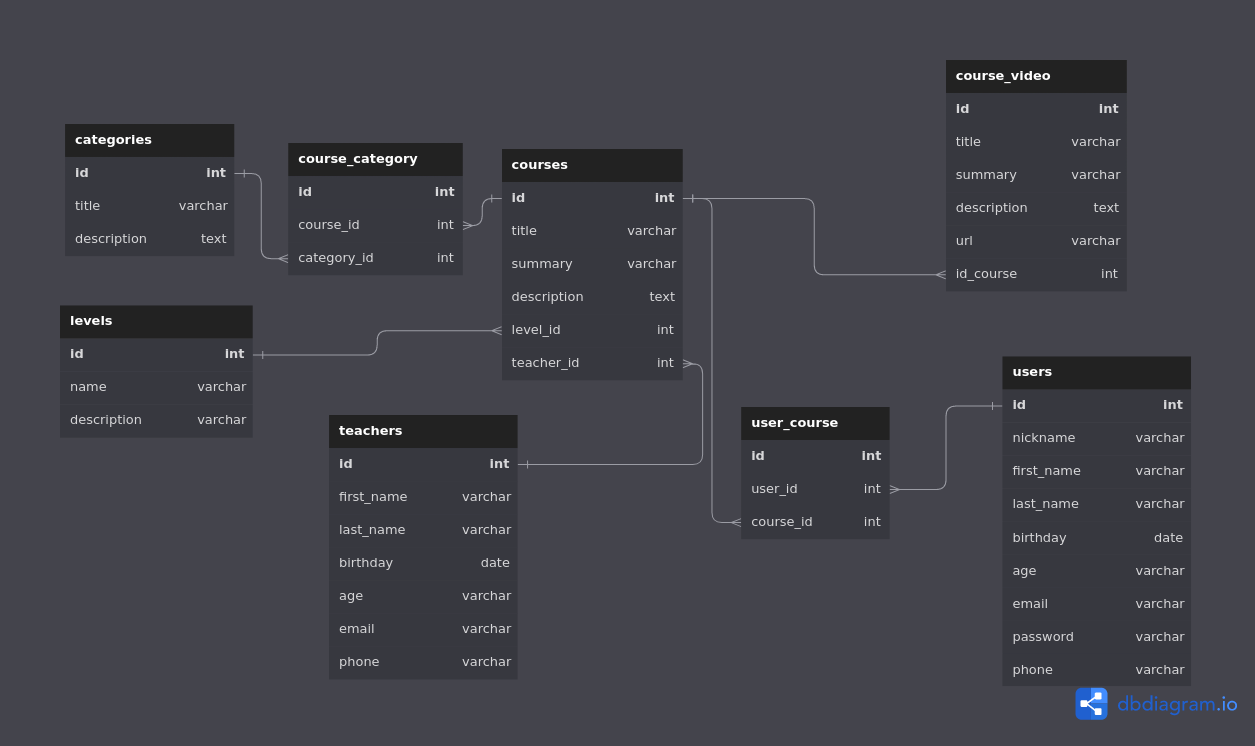 categories
id int
title varchar
description text
course_category
id int
course_id int
category_id int
courses
id int
title varchar
summary varchar
description text
level_id int
teacher_id int
course_video
id int
title varchar
summary varchar
description text
url varchar
id_course int
levels
id int
name varchar
description varchar
teachers
id int
first_name varchar
last_name varchar
birthday date
age varchar
email varchar
phone varchar
user_course
id int
user_id int
course_id int
users
id int
nickname varchar
first_name varchar
last_name varchar
birthday date
age varchar
email varchar
password varchar
phone varchar
dbdiagram.io